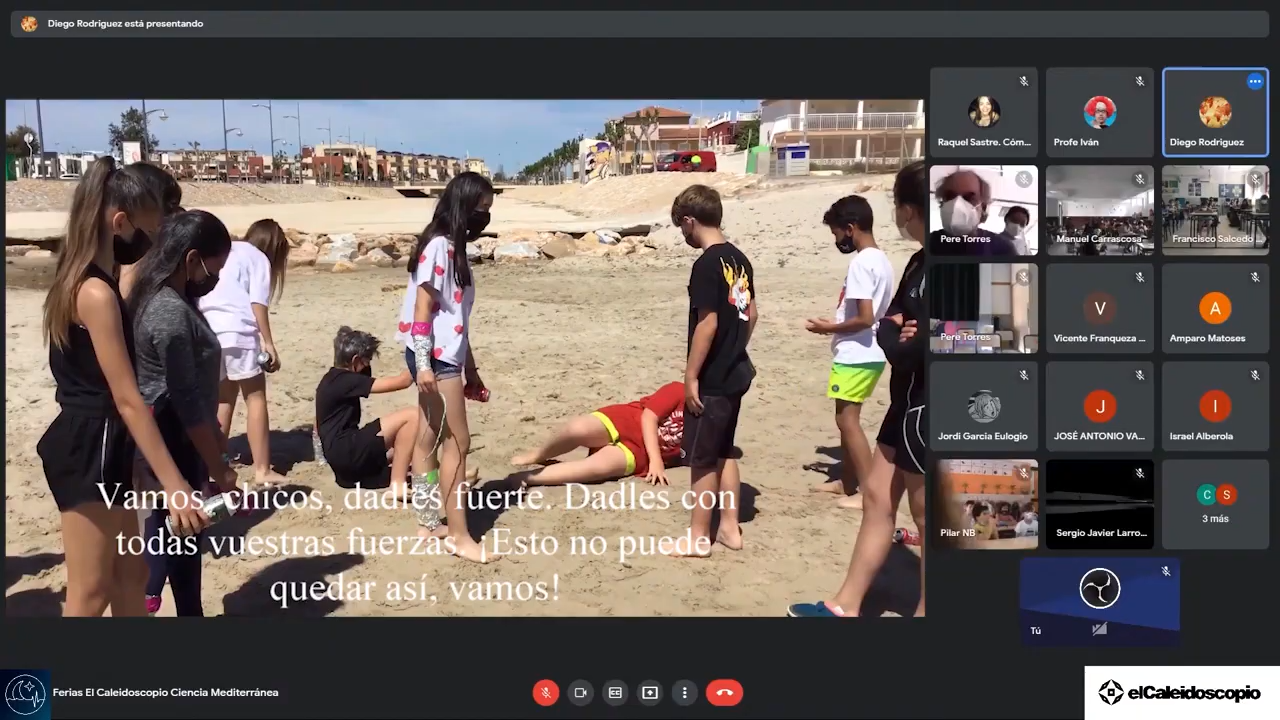 Diego Rodriguez está presentando
Raquel Sastre. Cóm...
Profe Iván
Diego Rodriguez
Pere Torres
Manuel Carrascosa
Francisco Salcedo ...
Pere Torres
V
Vicente Franqueza ...
A
Amparo Matoses
Jordi Garcia Eulogio
J
JOSÉ ANTONIO VA...
I
Israel Alberola
Pilar NB
Sergio Javier Larro...
C S
3 más
Tú
Vamos, chicos, dadles fuerte. Dadles con
todas vuestras fuerzas. ¡Esto no puede
quedar así, vamos!
Ferias El Caleidoscopio Ciencia Mediterránea
elCaleidoscopio